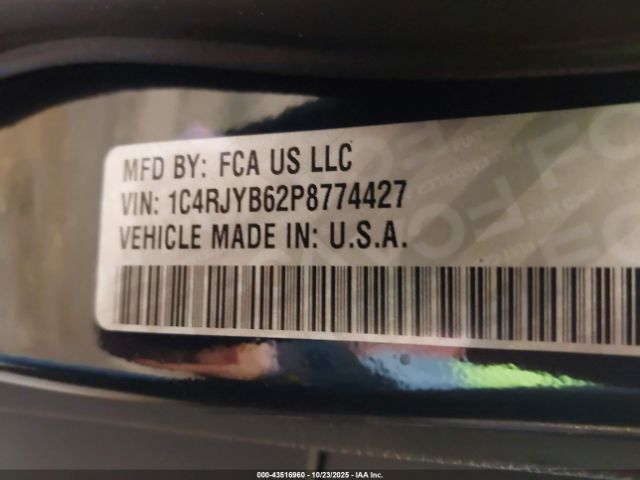 MFD BY: FCA US LLC
VIN: 1C4RJYB62P8774427
VEHICLE MADE IN: U.S.A.
000-43516960 - 10/23/2025 - IAA Inc.